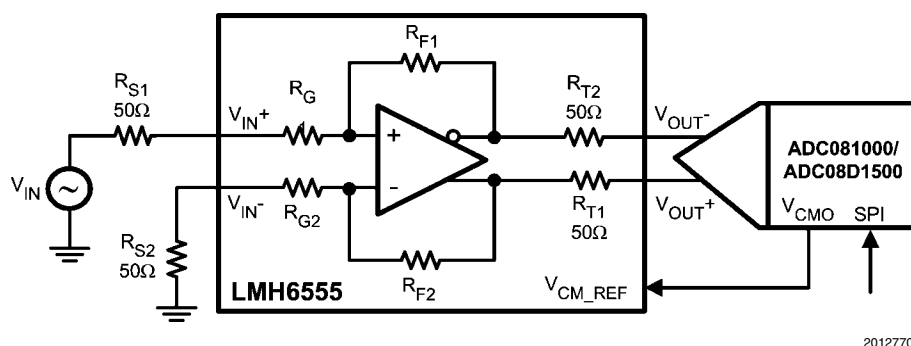 R_F1
R_S1
50Ω
V_IN+
R_G
R_T2
50Ω
V_OUT-
+
ADC081000/
ADC08D1500
V_IN
~
-
V_IN-
R_G2
R_T1
50Ω
V_OUT+
V_CMO
SPI
R_S2
50Ω
R_F2
LMH6555
V_CM_REF
2012770